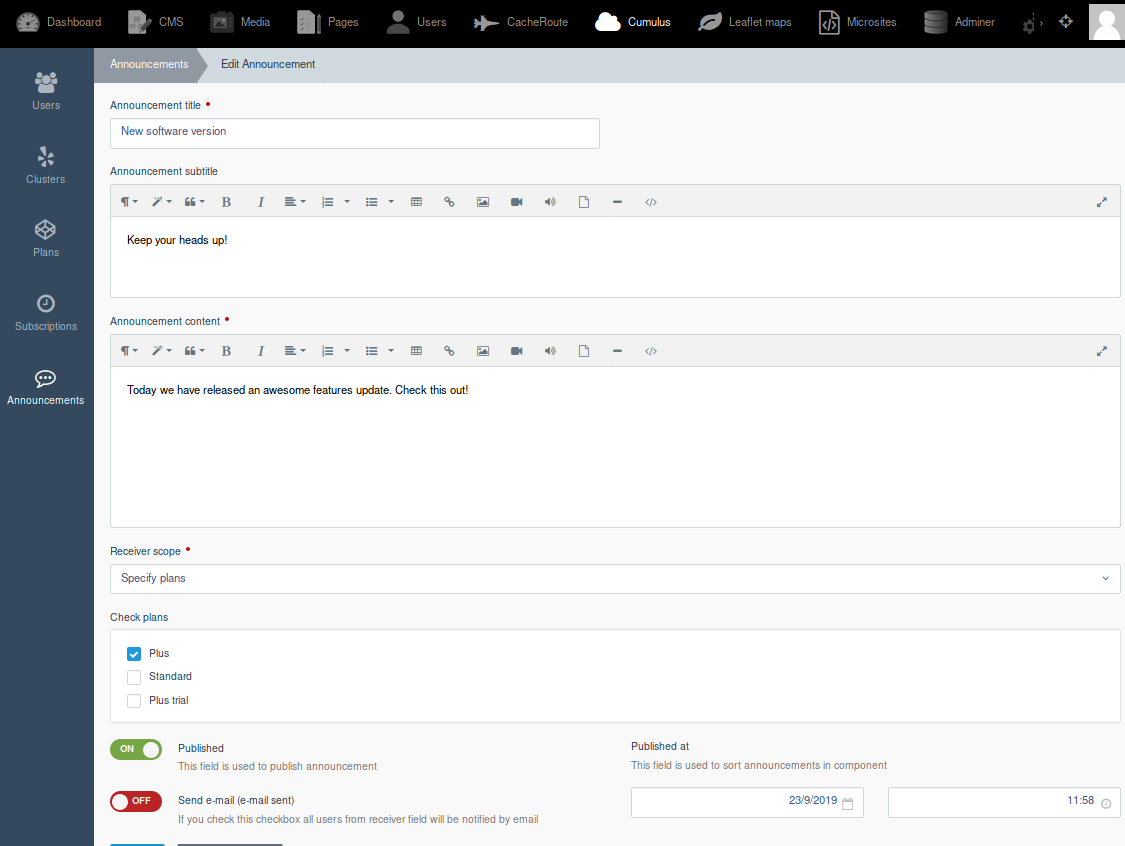 Dashboard CMS Media Pages Users CacheRoute Cumulus Leaflet maps Microsites Adminer
Announcements Edit Announcement
Users
Clusters
Plans
Subscriptions
Announcements
Announcement title
New software version
Announcement subtitle
Keep your heads up!
Announcement content
Today we have released an awesome features update. Check this out!
Receiver scope
Specify plans
Check plans
Plus
Standard
Plus trial
ON Published
This field is used to publish announcement
Published at
This field is used to sort announcements in component
OFF Send e-mail (e-mail sent)
If you check this checkbox all users from receiver field will be notified by email
23/9/2019 11:58